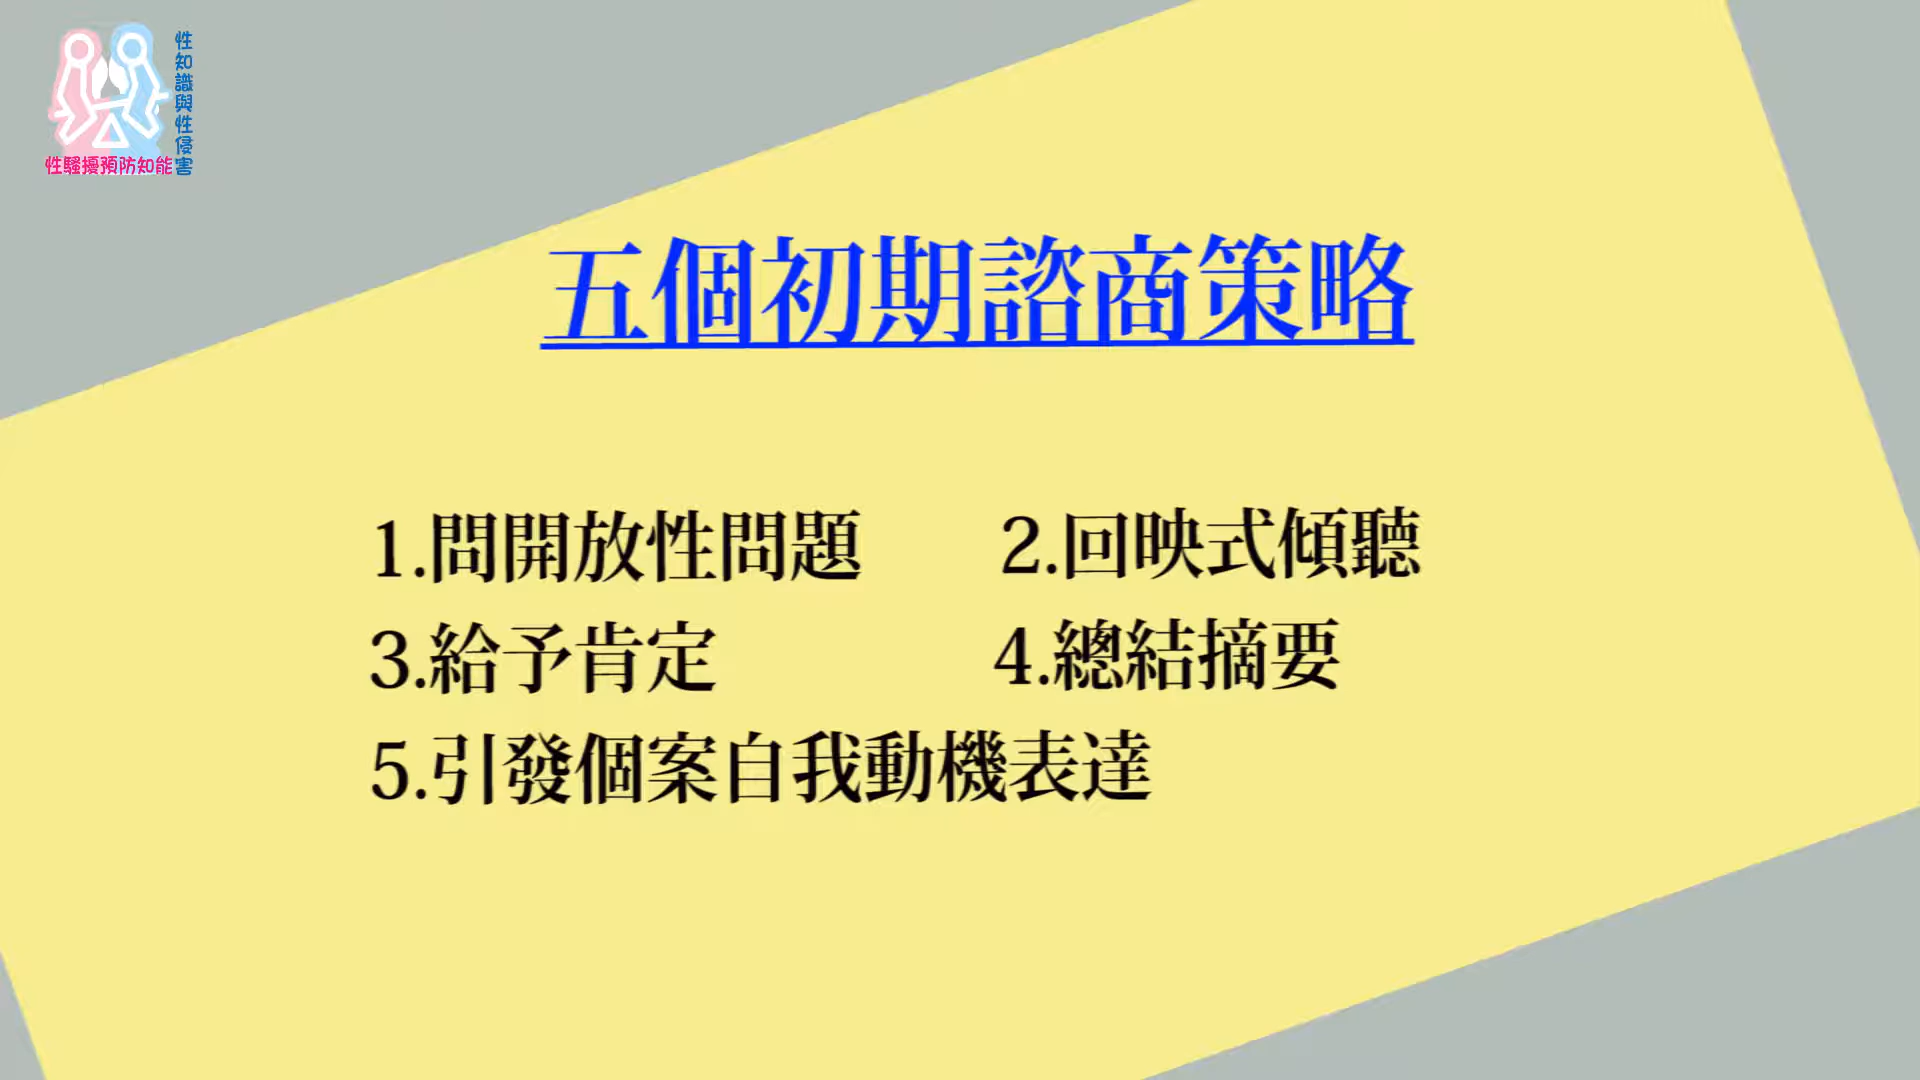 性知識與性侵害
性騷擾預防知能
五個初期諮商策略
1.問開放性問題 2.回映式傾聽
3.給予肯定 4.總結摘要
5.引發個案自我動機表達